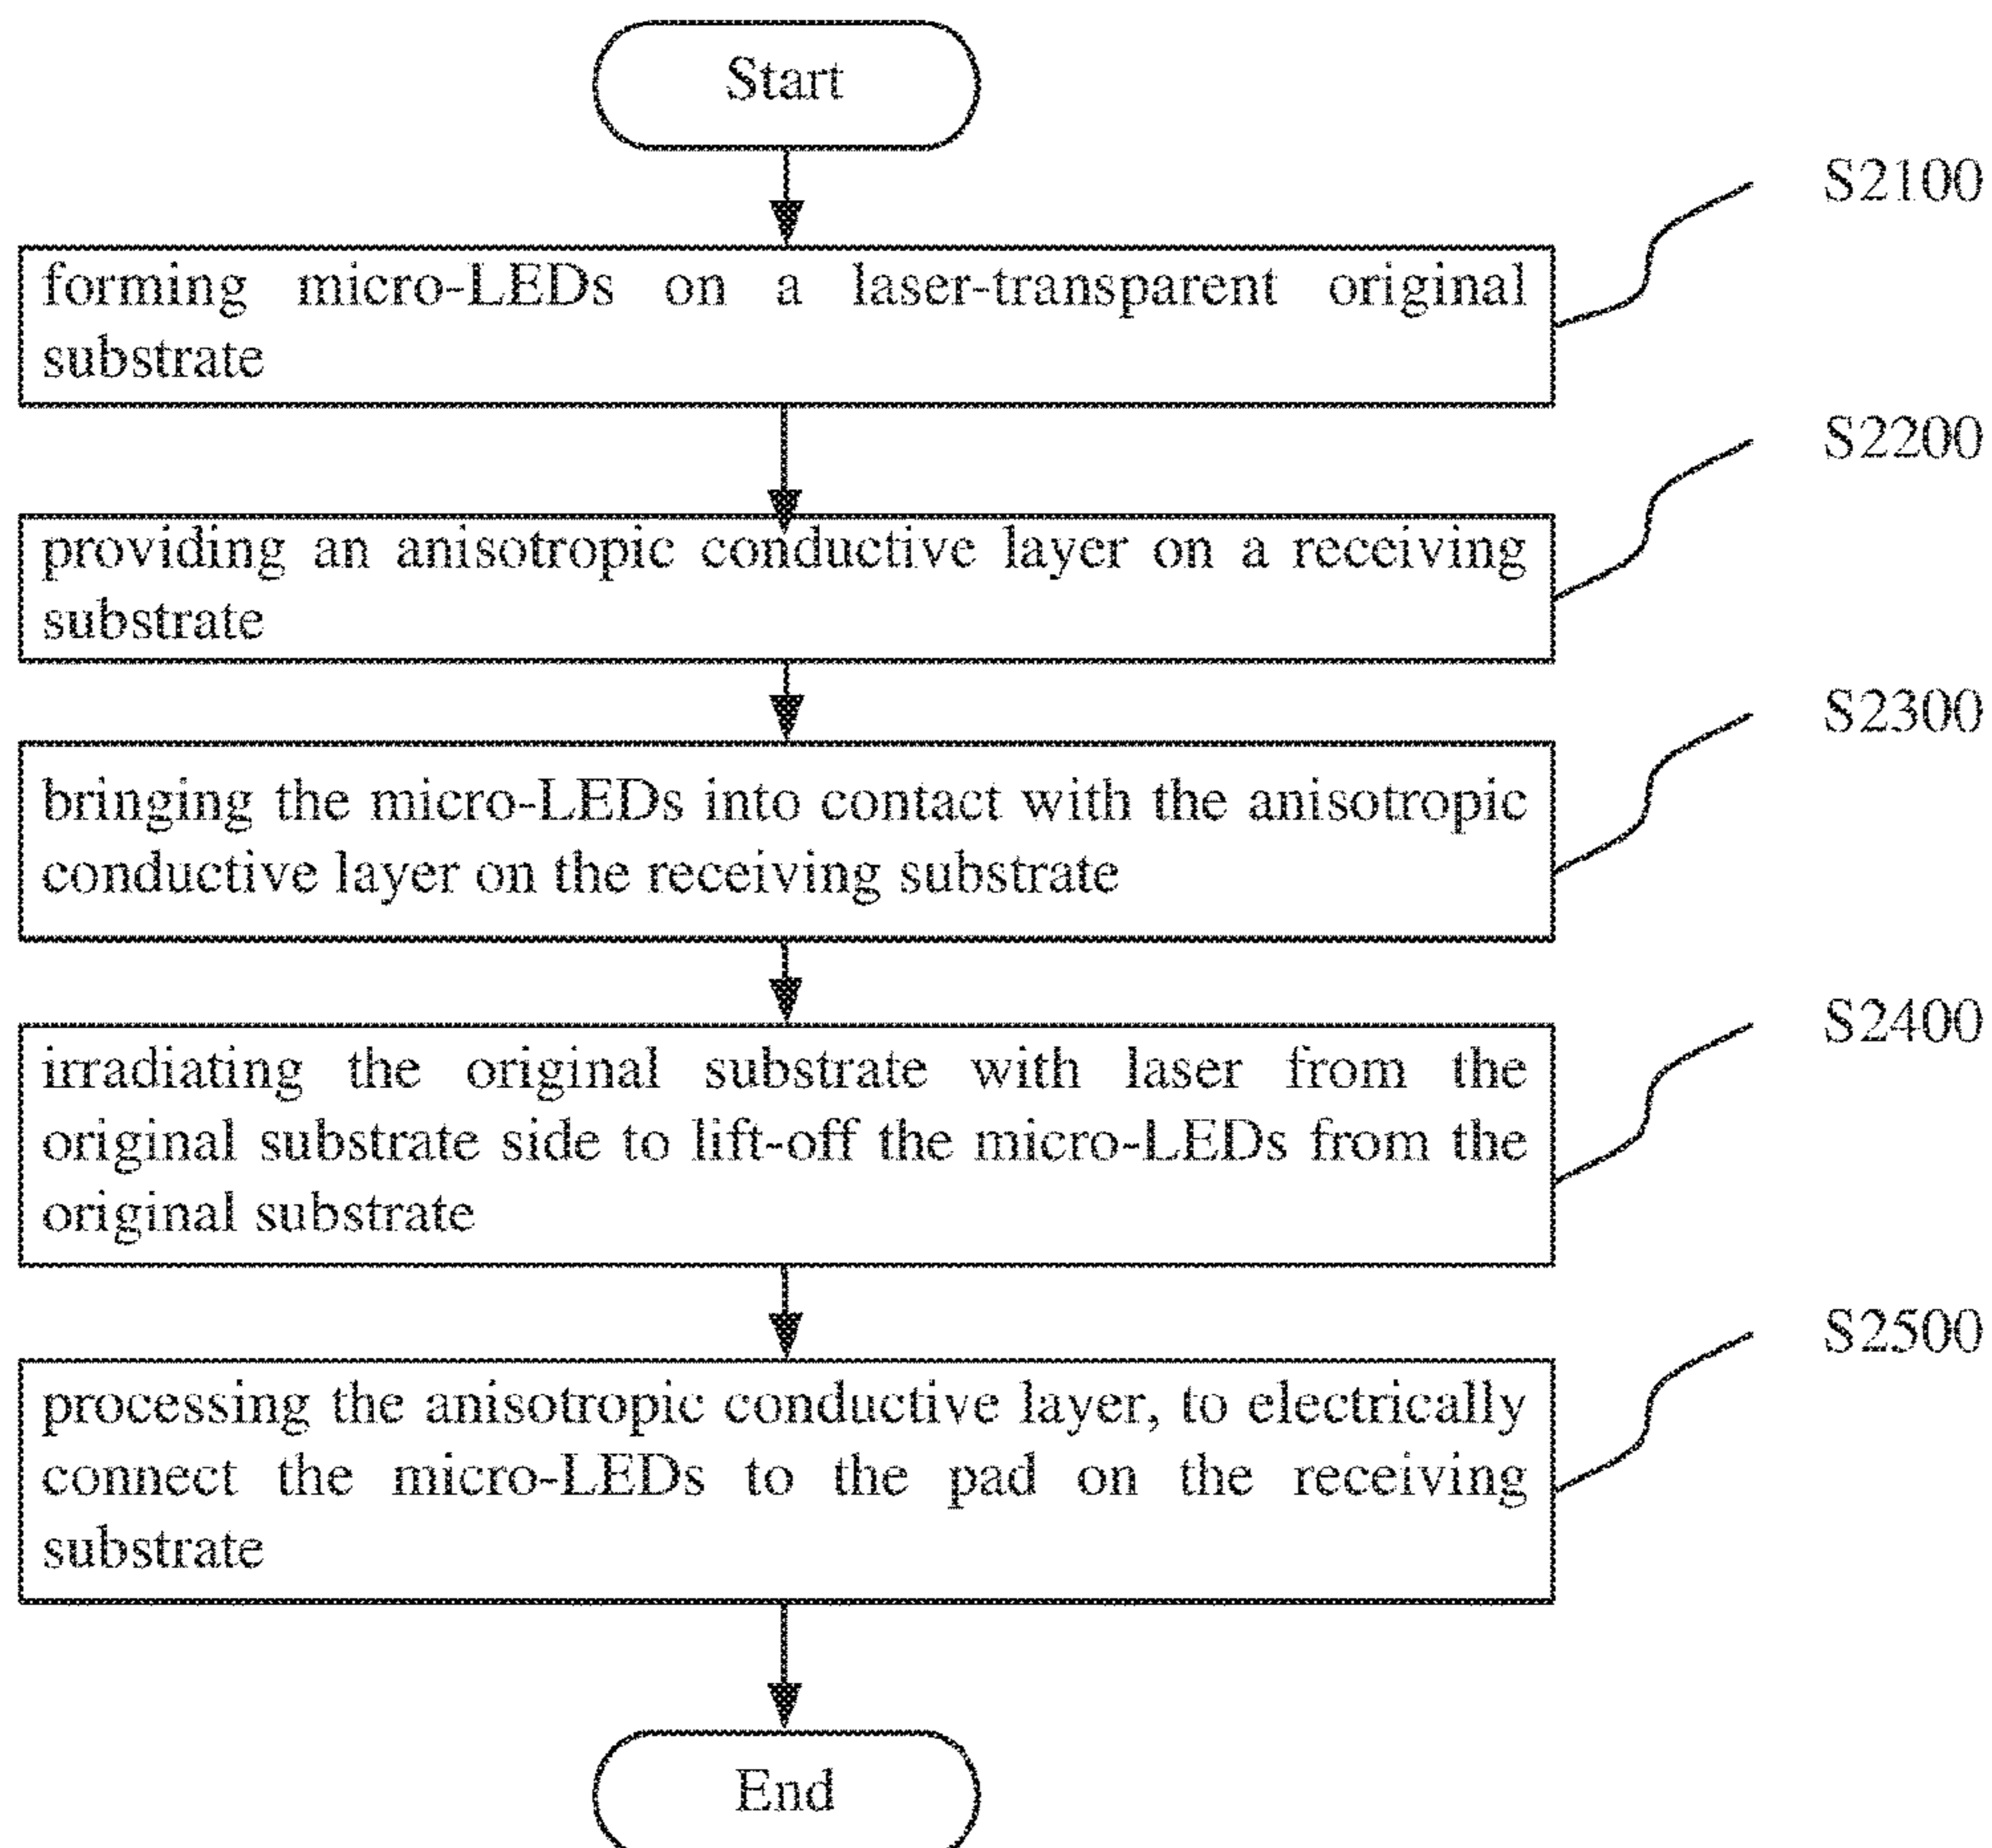 Start
S2100
forming micro-LEDs on a laser-transparent original
substrate
S2200
providing an anisotropic conductive layer on a receiving
substrate
S2300
bringing the micro-LEDs into contact with the anisotropic
conductive layer on the receiving substrate
S2400
irradiating the original substrate with laser from the
original substrate side to lift-off the micro-LEDs from the
original substrate
S2500
processing the anisotropic conductive layer, to electrically
connect the micro-LEDs to the pad on the receiving
substrate
End